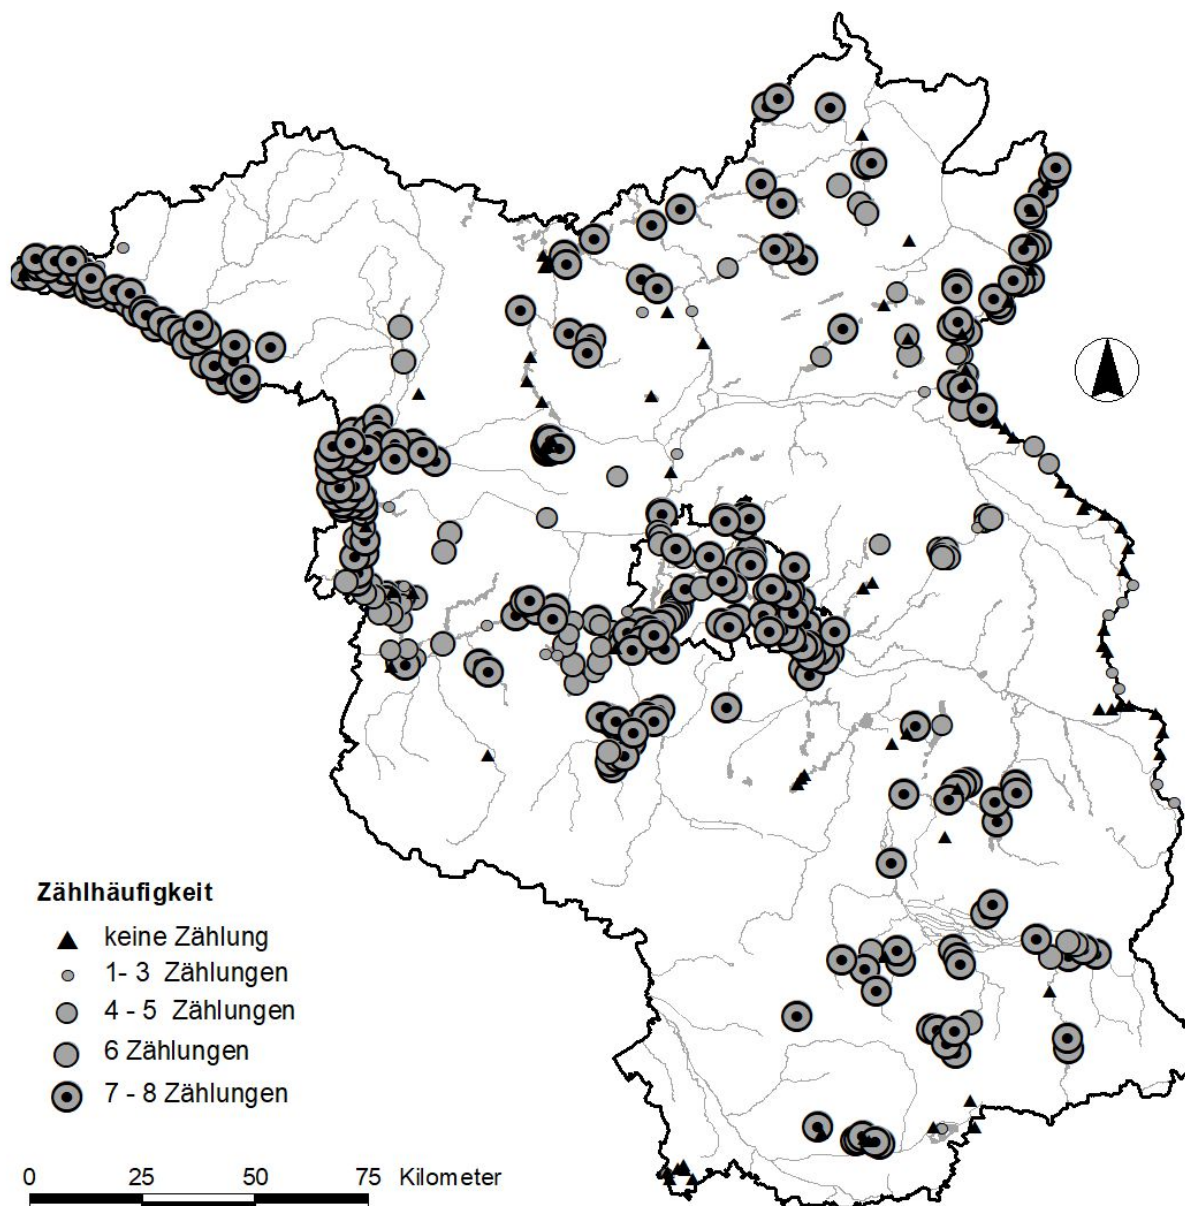 Zählhäufigkeit
keine Zählung
1- 3 Zählungen
4 - 5 Zählungen
6 Zählungen
7 - 8 Zählungen
0 25 50 75 Kilometer